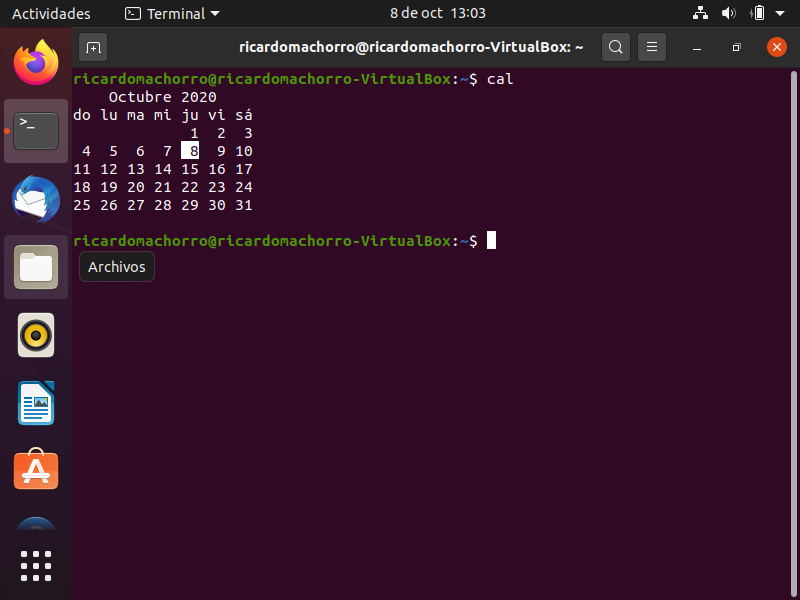 Actividades Terminal 8 de oct 13:03
ricardomachorro@ricardomachorro-VirtualBox: ~
ricardomachorro@ricardomachorro-VirtualBox:~$ cal
Octubre 2020
do lu ma mi ju vi sá
1 2 3
4 5 6 7 8 9 10
11 12 13 14 15 16 17
18 19 20 21 22 23 24
25 26 27 28 29 30 31
ricardomachorro@ricardomachorro-VirtualBox:~$
Archivos